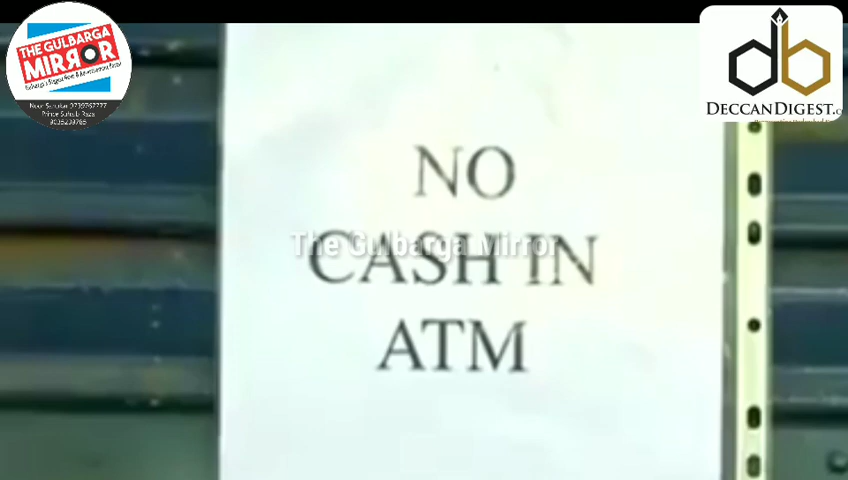 THE GULBARGA
MIRROR
DECCANDIGEST.
NO
CASH IN
ATM
The Gulbarga Mirror